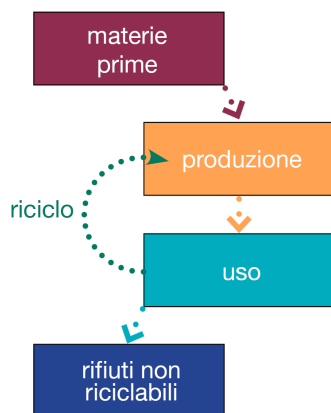 materie
prime
produzione
riciclo
uso
rifiuti non
riciclabili